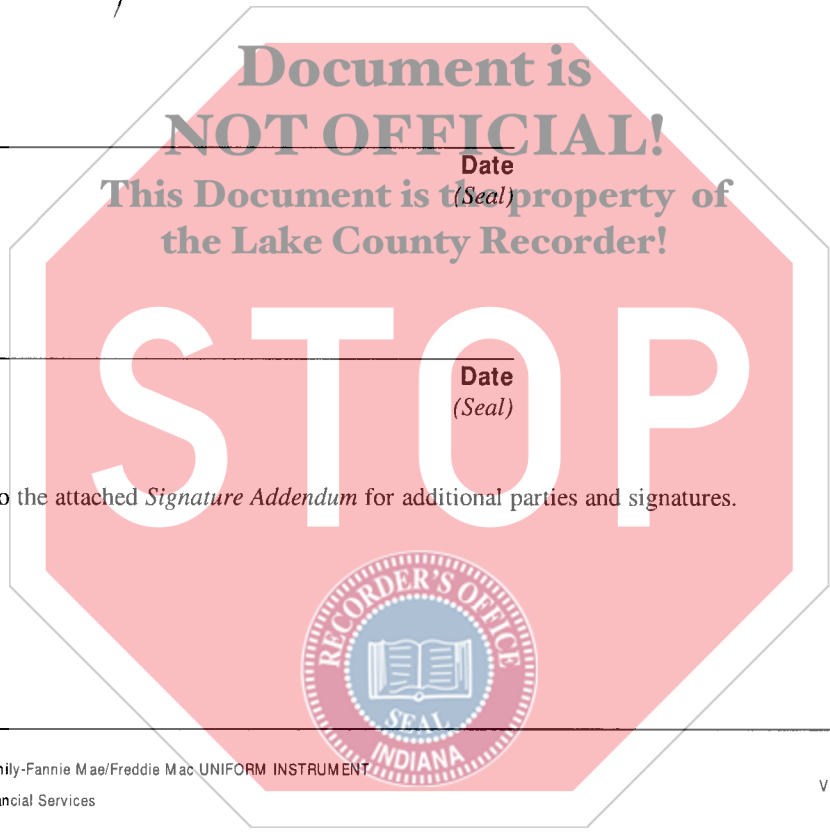 Document is
NOT OFFICIAL!
Date
This Document is the property of
(Seal)
the Lake County Recorder!
STOP
Date
(Seal)
the attached Signature Addendum for additional parties and signatures.
RECORDER'S OFFICE
SEAL
INDIANA
-Fannie Mae/Freddie Mac UNIFORM INSTRUMENT
V
Services